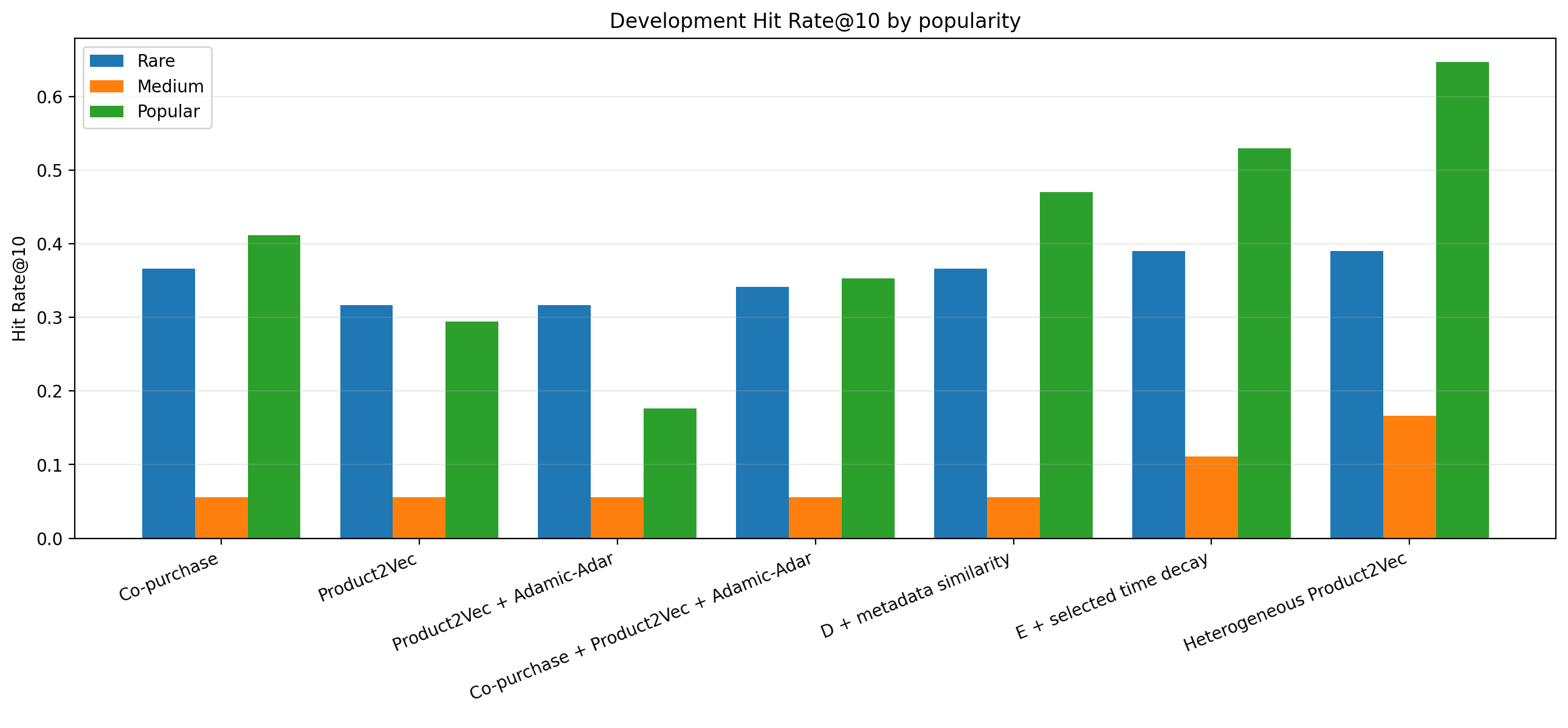 Development Hit Rate@10 by popularity
Rare
Medium
Popular
Hit Rate@10
0.6
0.5
0.4
0.3
0.2
0.1
0.0
Co-purchase
Product2Vec
Product2Vec + Adamic-Adar
Co-purchase + Product2Vec + Adamic-Adar
D + metadata similarity
E + selected time decay
Heterogeneous Product2Vec